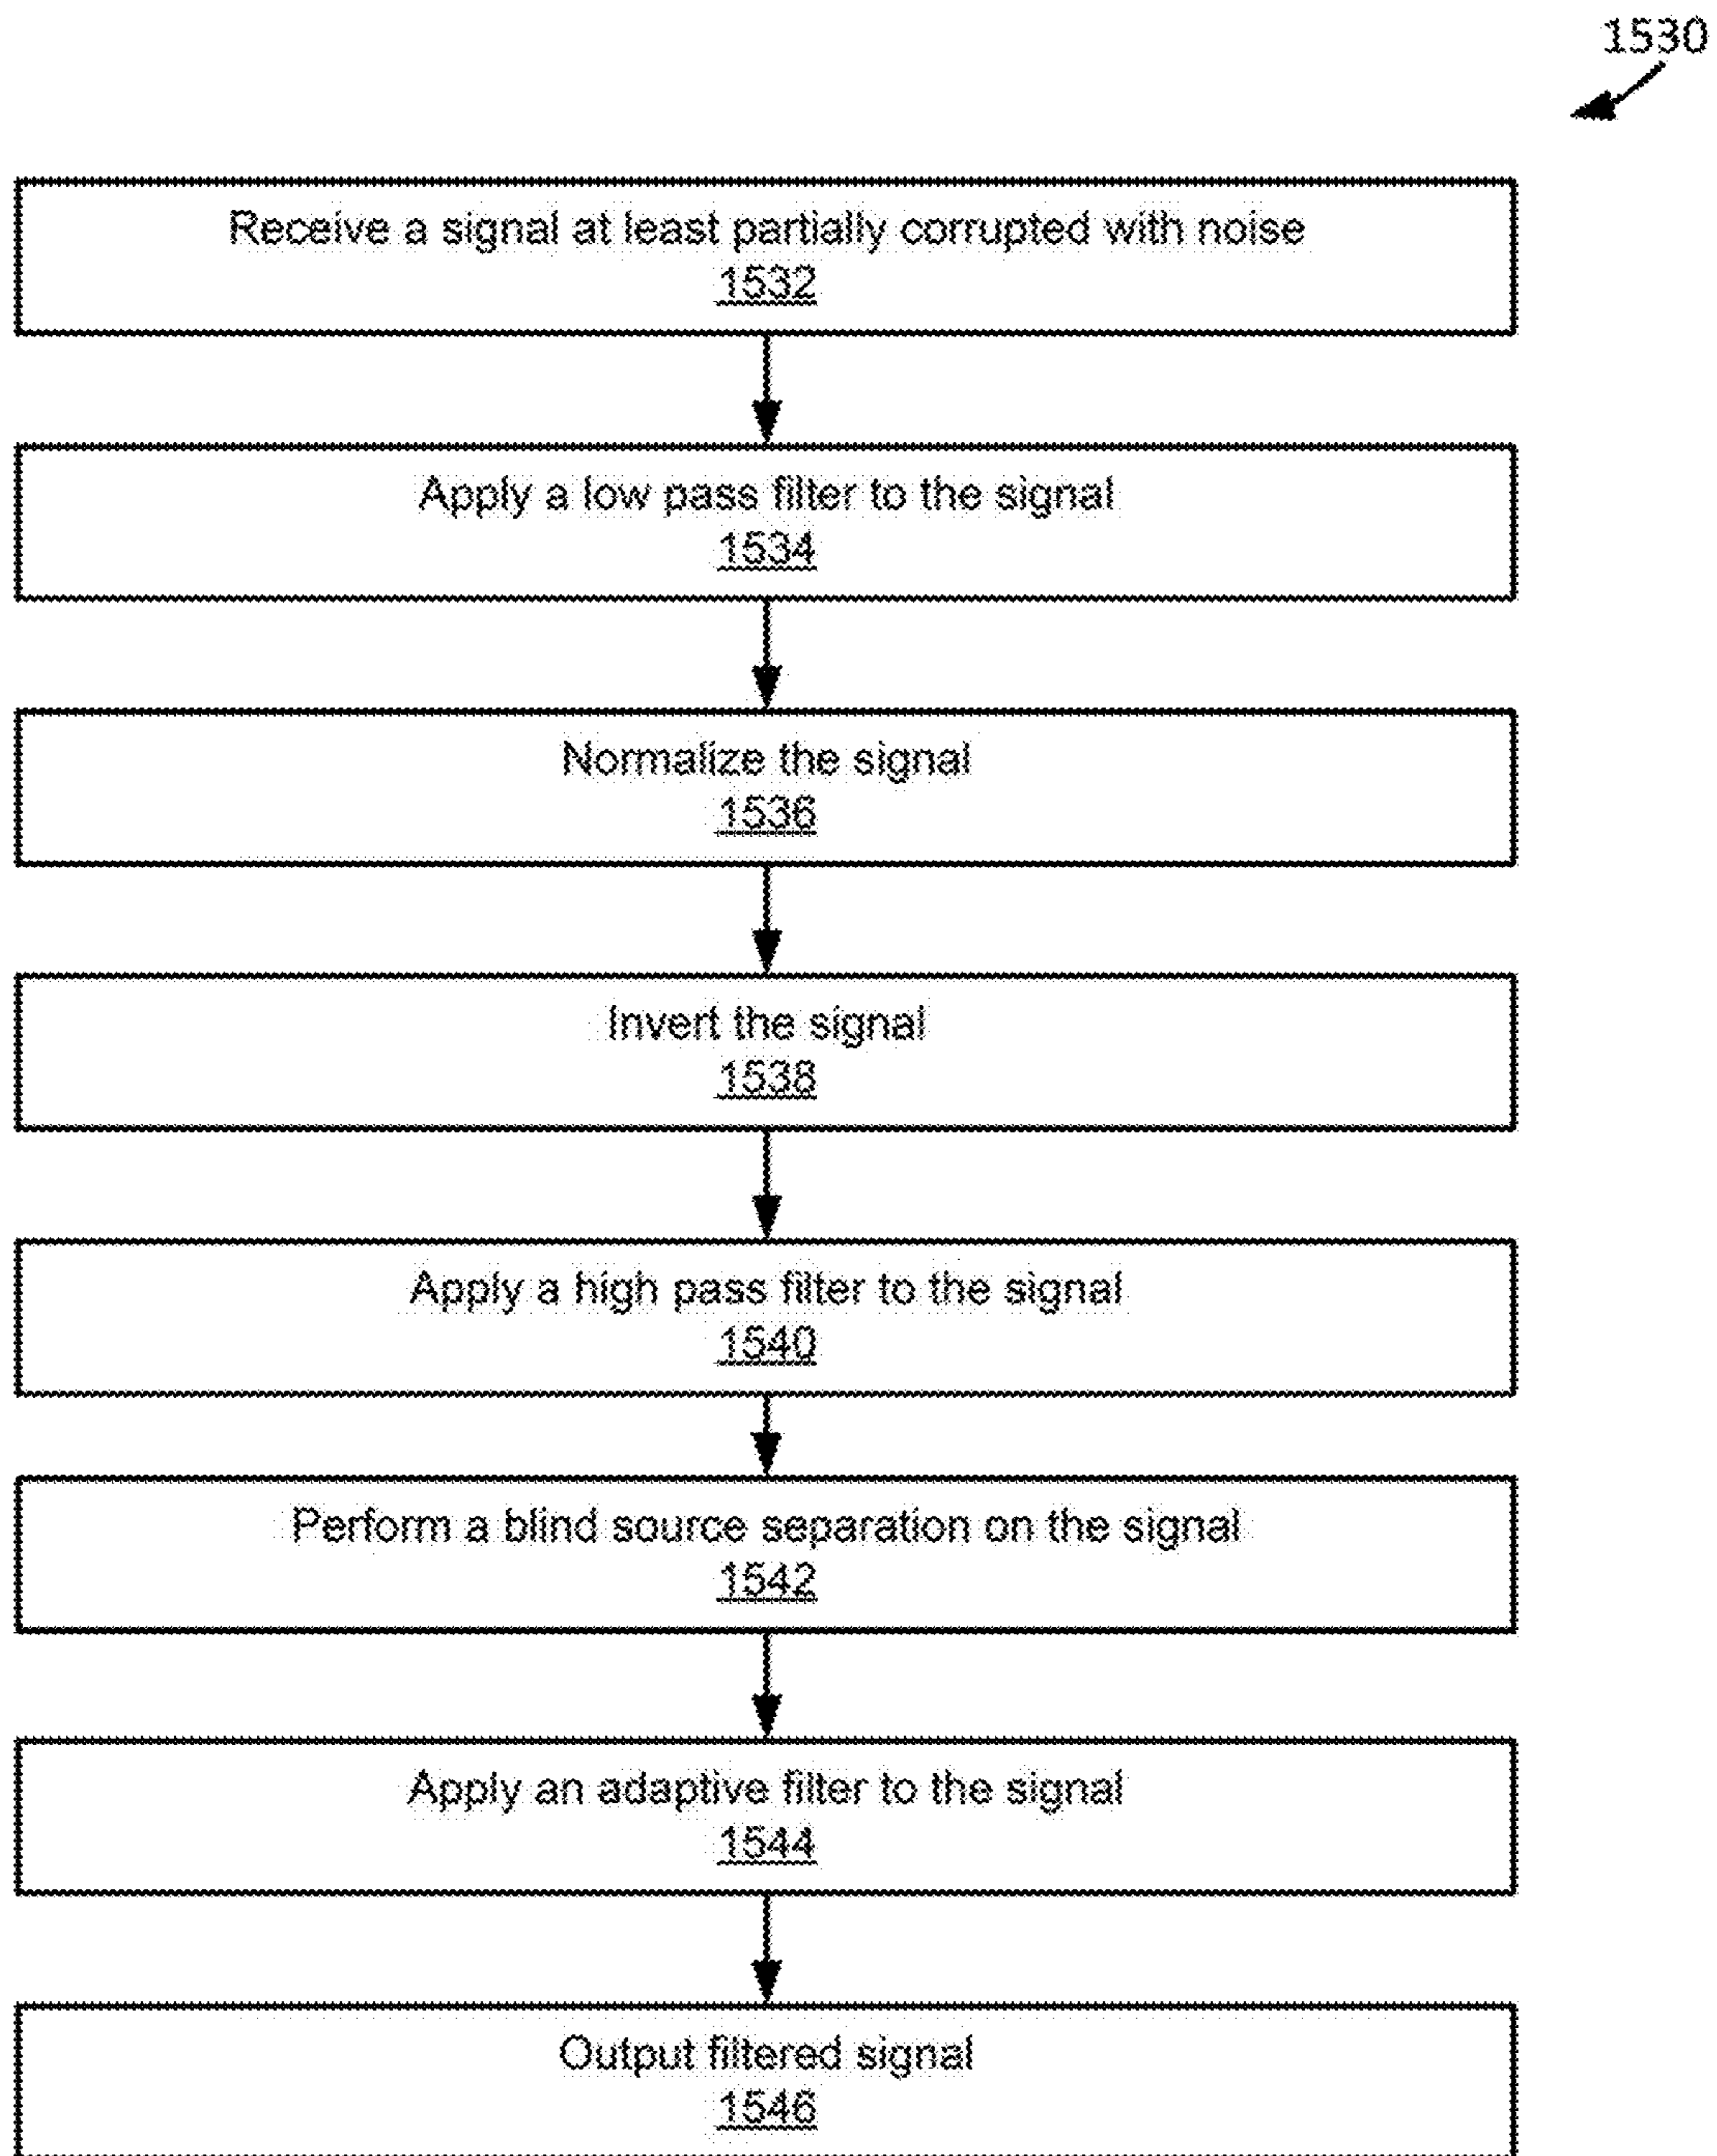 1530
Receive a signal at least partially corrupted with noise
1532
Apply a low pass filter to the signal
1534
Normalize the signal
1536
Invert the signal
1538
Apply a high pass filter to the signal
1540
Perform a blind source separation on the signal
1542
Apply an adaptive filter to the signal
1544
Output filtered signal
1546